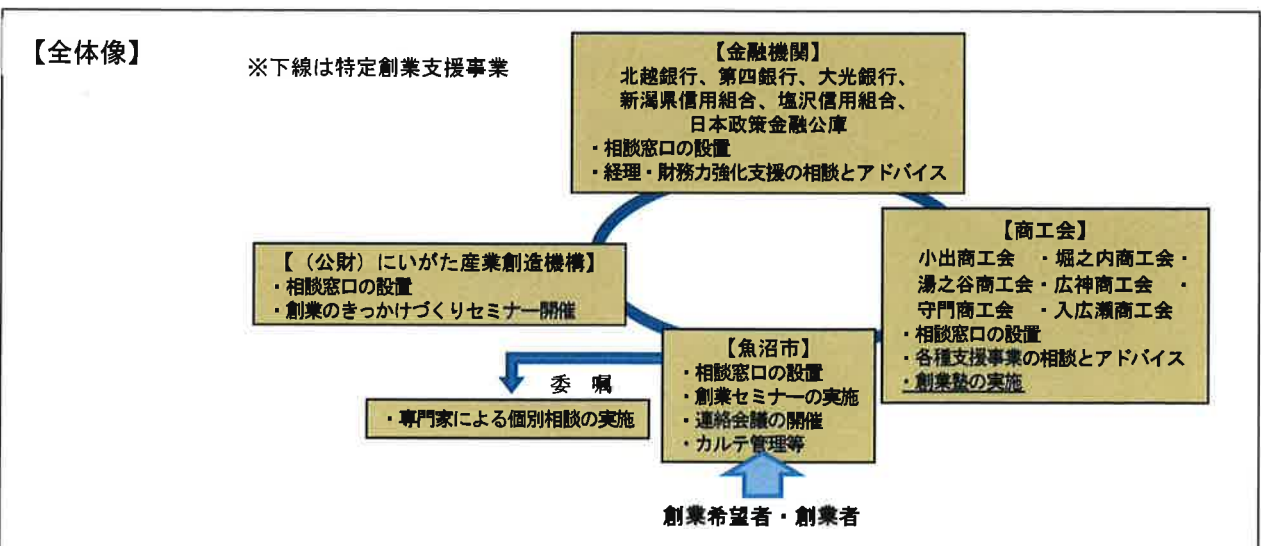 【全体像】
※下線は特定創業支援事業
【金融機関】
北越銀行、第四銀行、大光銀行、
新潟県信用組合、塩沢信用組合、
日本政策金融公庫
・相談窓口の設置
・経理・財務力強化支援の相談とアドバイス
【（公財）にいがた産業創造機構】
・相談窓口の設置
・創業のきっかけづくりセミナー開催
【商工会】
小出商工会　・堀之内商工会・
湯之谷商工会・広神商工会　・
守門商工会　・入広瀬商工会
・相談窓口の設置
・各種支援事業の相談とアドバイス
・創業塾の実施
【魚沼市】
・相談窓口の設置
・創業セミナーの実施
・連絡会議の開催
・カルテ管理等
委　嘱
・専門家による個別相談の実施
創業希望者・創業者